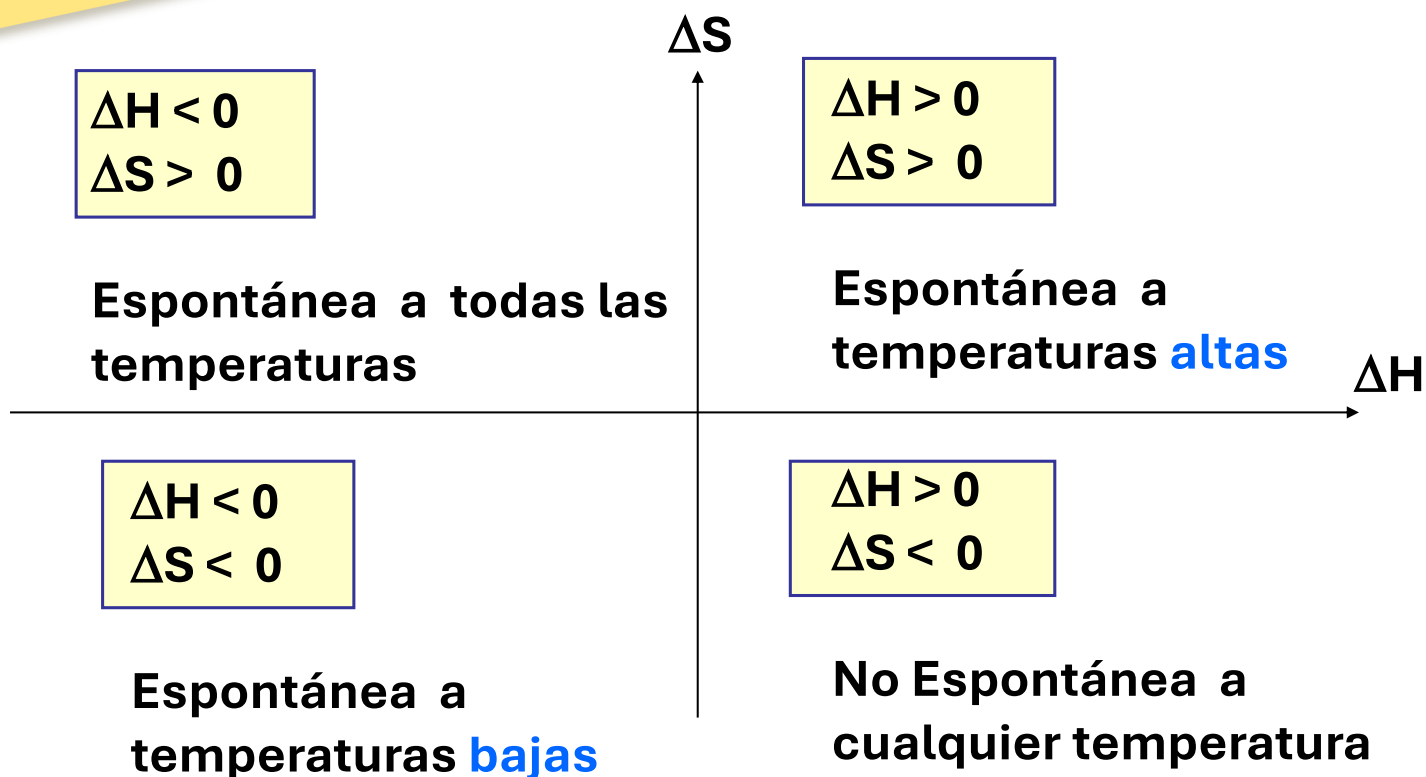 ΔS
ΔH < 0
ΔS > 0
ΔH > 0
ΔS > 0
Espontánea a todas las
temperaturas
Espontánea a
temperaturas altas
ΔH
ΔH < 0
ΔS < 0
ΔH > 0
ΔS < 0
Espontánea a
temperaturas bajas
No Espontánea a
cualquier temperatura